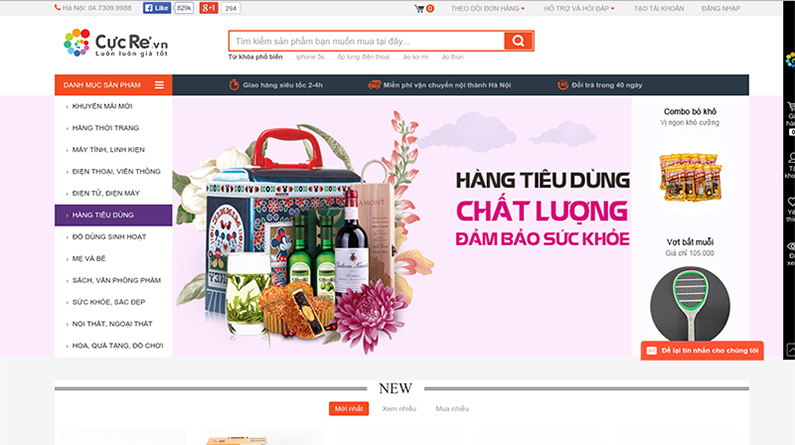 Hà Nội: 04.7309.9988
Like 829k
+1 294
0
THEO DÕI ĐƠN HÀNG
HỖ TRỢ VÀ HỎI ĐÁP
TẠO TÀI KHOẢN
ĐĂNG NHẬP
CỰC RẺ.vn
Luôn luôn giá tốt
Tìm kiếm sản phẩm bạn muốn mua tại đây...
Từ khóa phổ biến iphone 5s ốp lưng điện thoại áo sơ mi áo thun
DANH MỤC SẢN PHẨM
Giao hàng siêu tốc 2-4h
Miễn phí vận chuyển nội thành Hà Nội
Đổi trả trong 40 ngày
KHUYẾN MÃI MỚI
HÀNG THỜI TRANG
MÁY TÍNH, LINH KIỆN
ĐIỆN THOẠI, VIỄN THÔNG
ĐIỆN TỬ, ĐIỆN MÁY
HÀNG TIÊU DÙNG
ĐỒ DÙNG SINH HOẠT
MẸ VÀ BÉ
SÁCH, VĂN PHÒNG PHẨM
SỨC KHỎE, SẮC ĐẸP
NỘI THẤT, NGOẠI THẤT
HOA, QUÀ TẶNG, ĐỒ CHƠI
HÀNG TIÊU DÙNG
CHẤT LƯỢNG
ĐẢM BẢO SỨC KHỎE
Combo bò khô
Vị ngon khó cưỡng
Vợt bắt muỗi
Giá chỉ 105.000
Để lại tin nhắn cho chúng tôi
NEW
Mới nhất
Xem nhiều
Mua nhiều